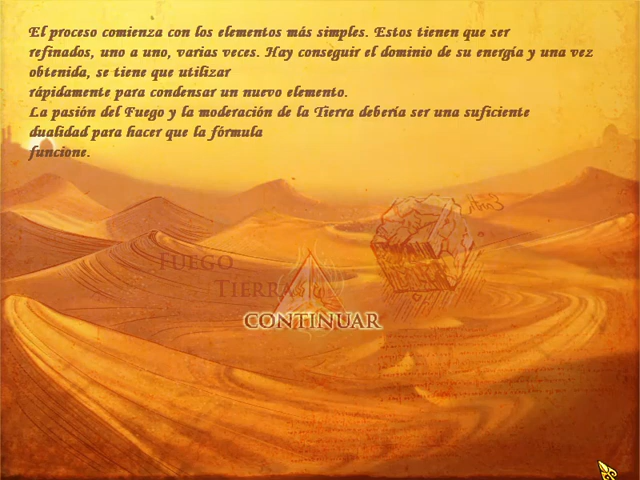 El proceso comienza con los elementos más simples. Estos tienen que ser
refinados, uno a uno, varias veces. Hay conseguir el dominio de su energía y una vez
obtenida, se tiene que utilizar
rápidamente para condensar un nuevo elemento.
La pasión del Fuego y la moderación de la Tierra debería ser una suficiente
dualidad para hacer que la fórmula
funcione.
FUEGO
TIERRA
CONTINUAR